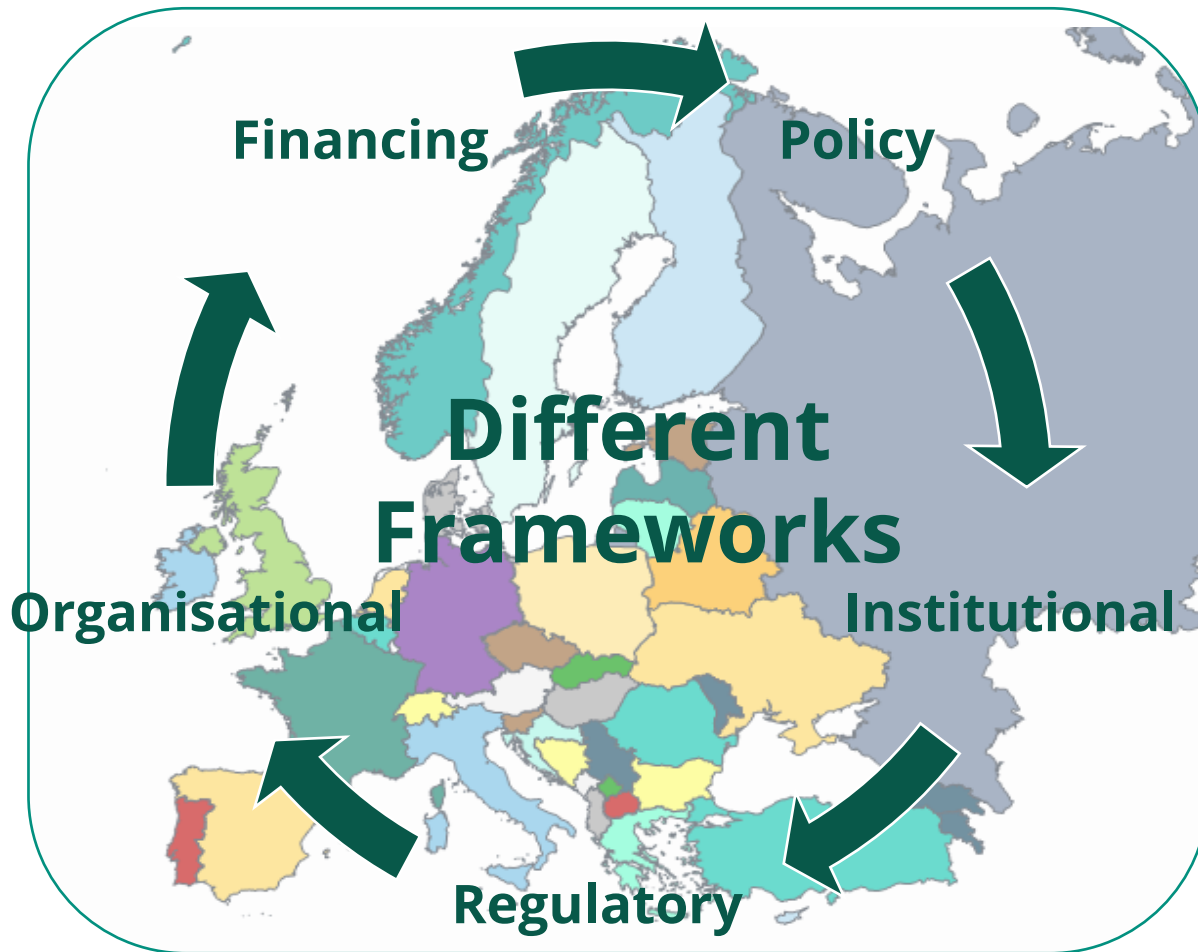 Financing
Policy
Different
Frameworks
Organisational
Institutional
Regulatory